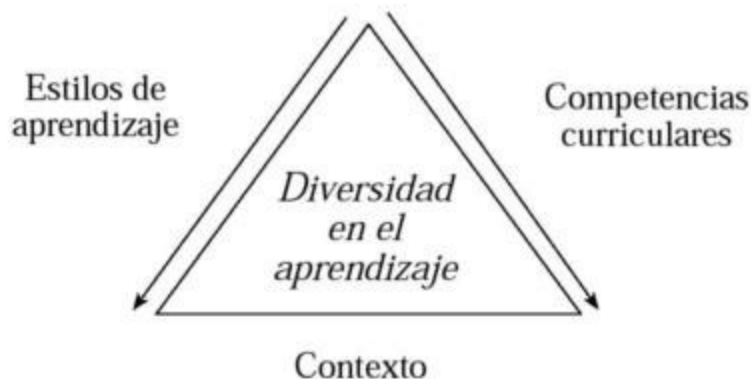 Estilos de
aprendizaje
Competencias
curriculares
Diversidad
en el
aprendizaje
Contexto